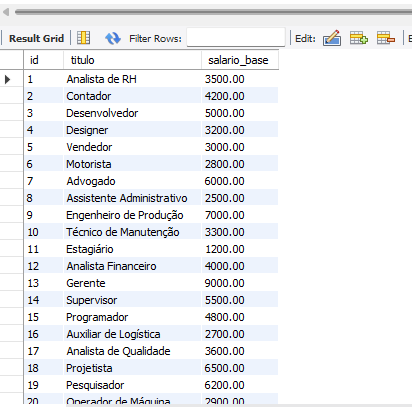 Result Grid Filter Rows: Edit:
id titulo salario_base
1 Analista de RH 3500.00
2 Contador 4200.00
3 Desenvolvedor 5000.00
4 Designer 3200.00
5 Vendedor 3000.00
6 Motorista 2800.00
7 Advogado 6000.00
8 Assistente Administrativo 2500.00
9 Engenheiro de Produção 7000.00
10 Técnico de Manutenção 3300.00
11 Estagiário 1200.00
12 Analista Financeiro 4000.00
13 Gerente 9000.00
14 Supervisor 5500.00
15 Programador 4800.00
16 Auxiliar de Logística 2700.00
17 Analista de Qualidade 3600.00
18 Projetista 6500.00
19 Pesquisador 6200.00
20 Operador de Máquina 2900.00